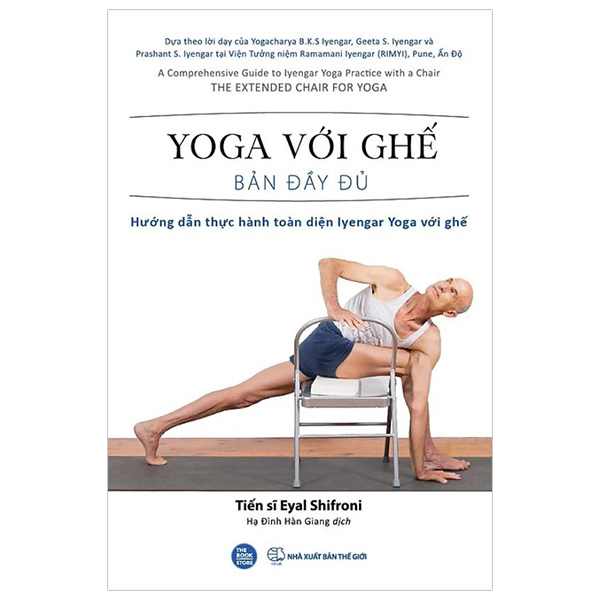 Dựa theo lời dạy của Yogacharya B.K.S Iyengar, Geeta S. Iyengar và
Prashant S. Iyengar tại Viện Tưởng niệm Ramamani Iyengar (RIMYI), Pune, Ấn Độ
A Comprehensive Guide to Iyengar Yoga Practice with a Chair
THE EXTENDED CHAIR FOR YOGA
YOGA VỚI GHẾ
BẢN ĐẦY ĐỦ
Hướng dẫn thực hành toàn diện Iyengar Yoga với ghế
Tiến sĩ Eyal Shifroni
Hạ Đình Hàn Giang dịch
THE
BOOK
STORE
NHÀ XUẤT BẢN THẾ GIỚI